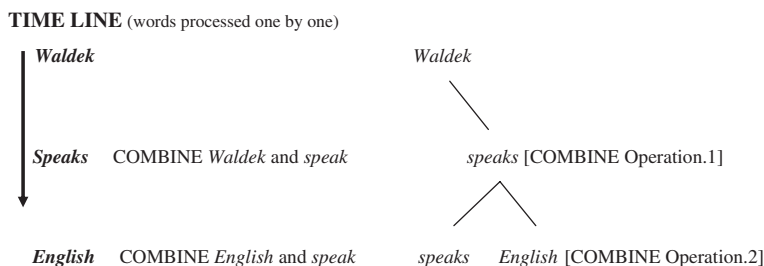 TIME LINE (words processed one by one)
Waldek Waldek
Speaks COMBINE Waldek and speak speaks [COMBINE Operation.1]
English COMBINE English and speak speaks English [COMBINE Operation.2]